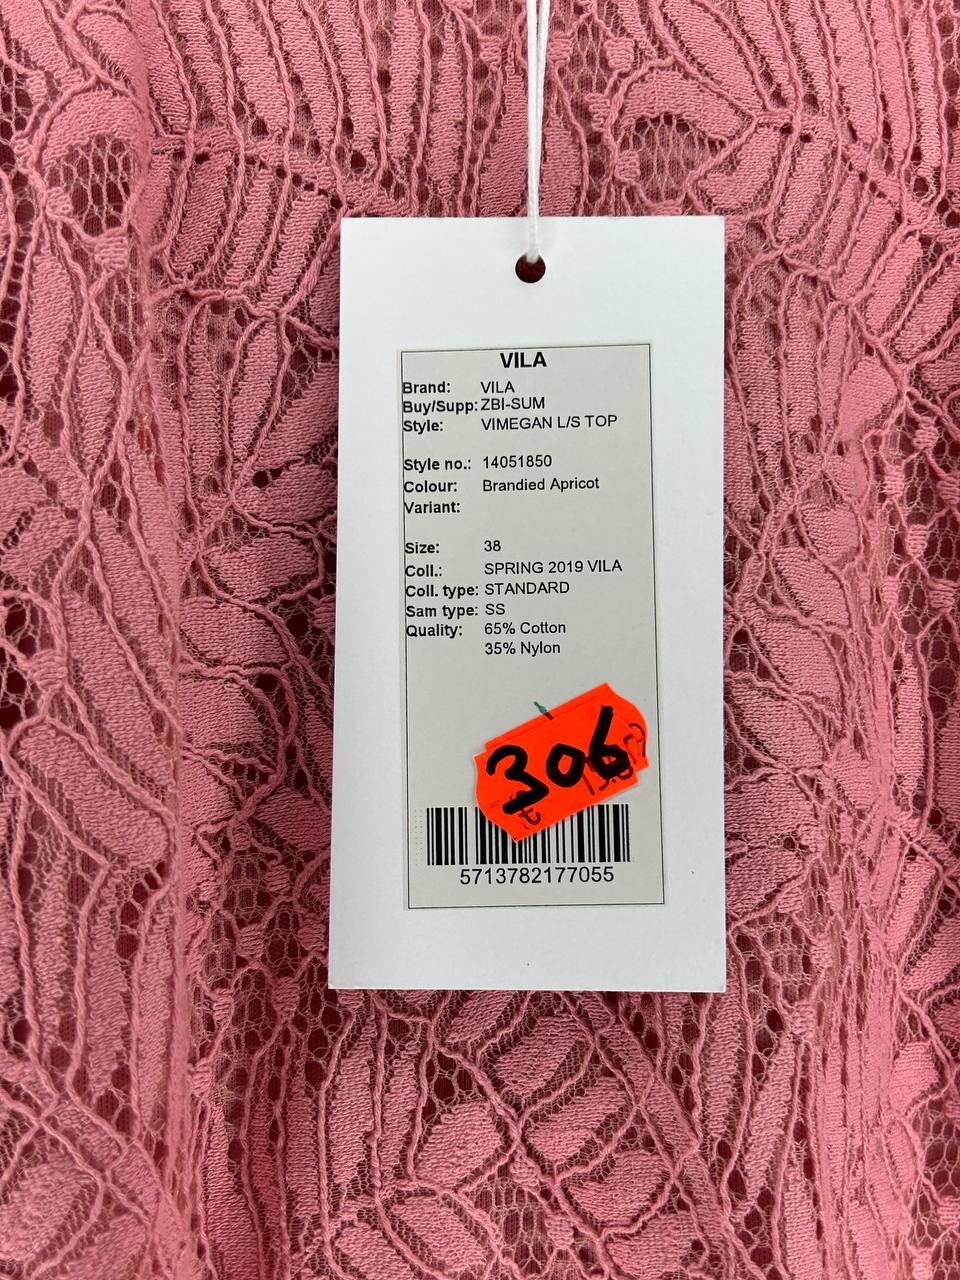 VILA
Brand: VILA
Buy/Supp: ZBI-SUM
Style: VIMEGAN L/S TOP
Style no.: 14051850
Colour: Brandied Apricot
Variant:
Size: 38
Coll.: SPRING 2019 VILA
Coll. type: STANDARD
Sam type: SS
Quality: 65% Cotton
35% Nylon
306
5713782177055